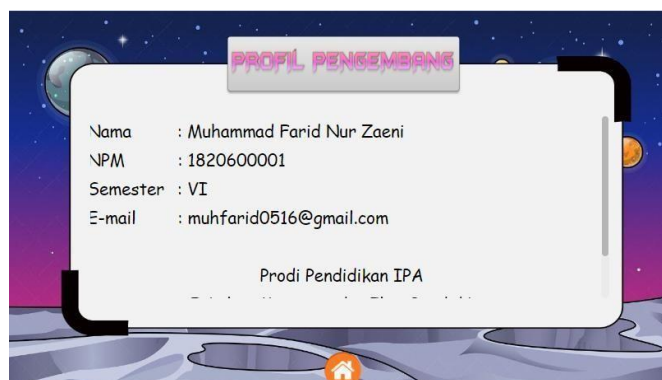 PROFIL PENGEMBANG
Nama : Muhammad Farid Nur Zaeni
NPM : 1820600001
Semester : VI
E-mail : muhfarid0516@gmail.com
Prodi Pendidikan IPA